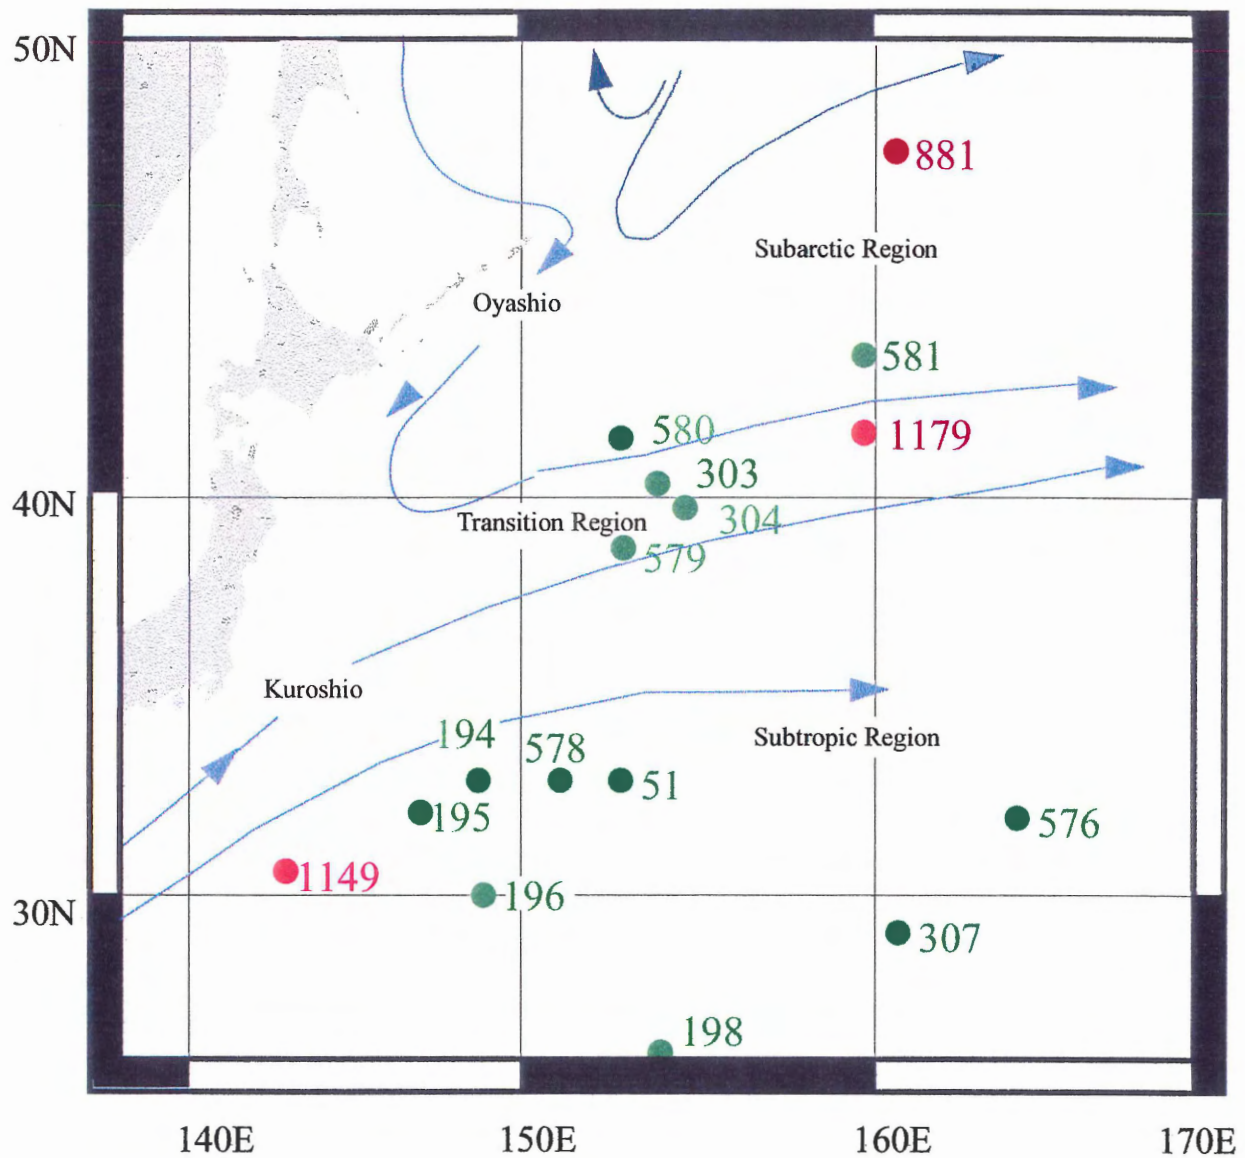 50N
881
Subarctic Region
Oyashio
581
580
1179
303
40N
304
Transition Region
579
Kuroshio
194
578
Subtropic Region
51
195
576
1149
196
30N
307
198
140E
150E
160E
170E